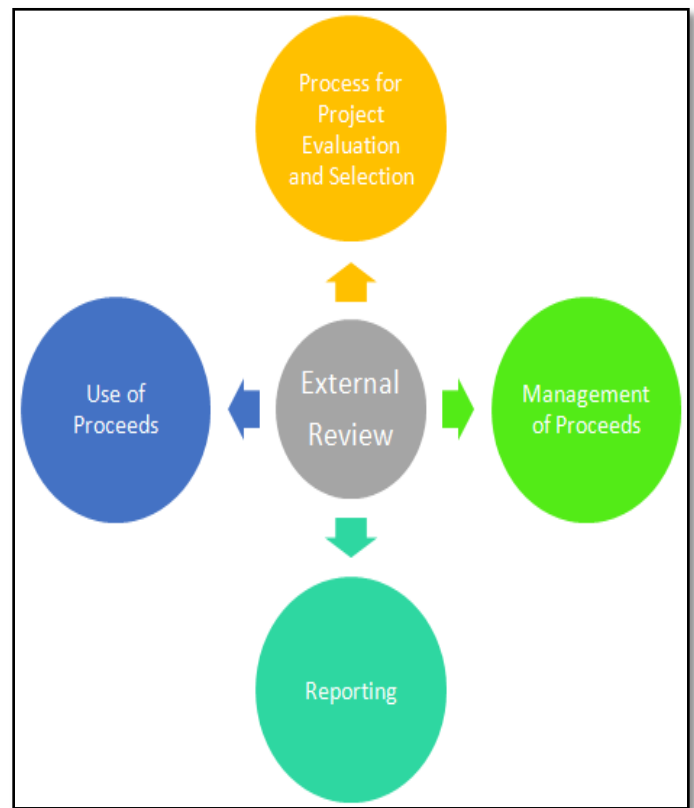 Process for
Project
Evaluation
and Selection
Use of
Proceeds
External
Review
Management
of Proceeds
Reporting